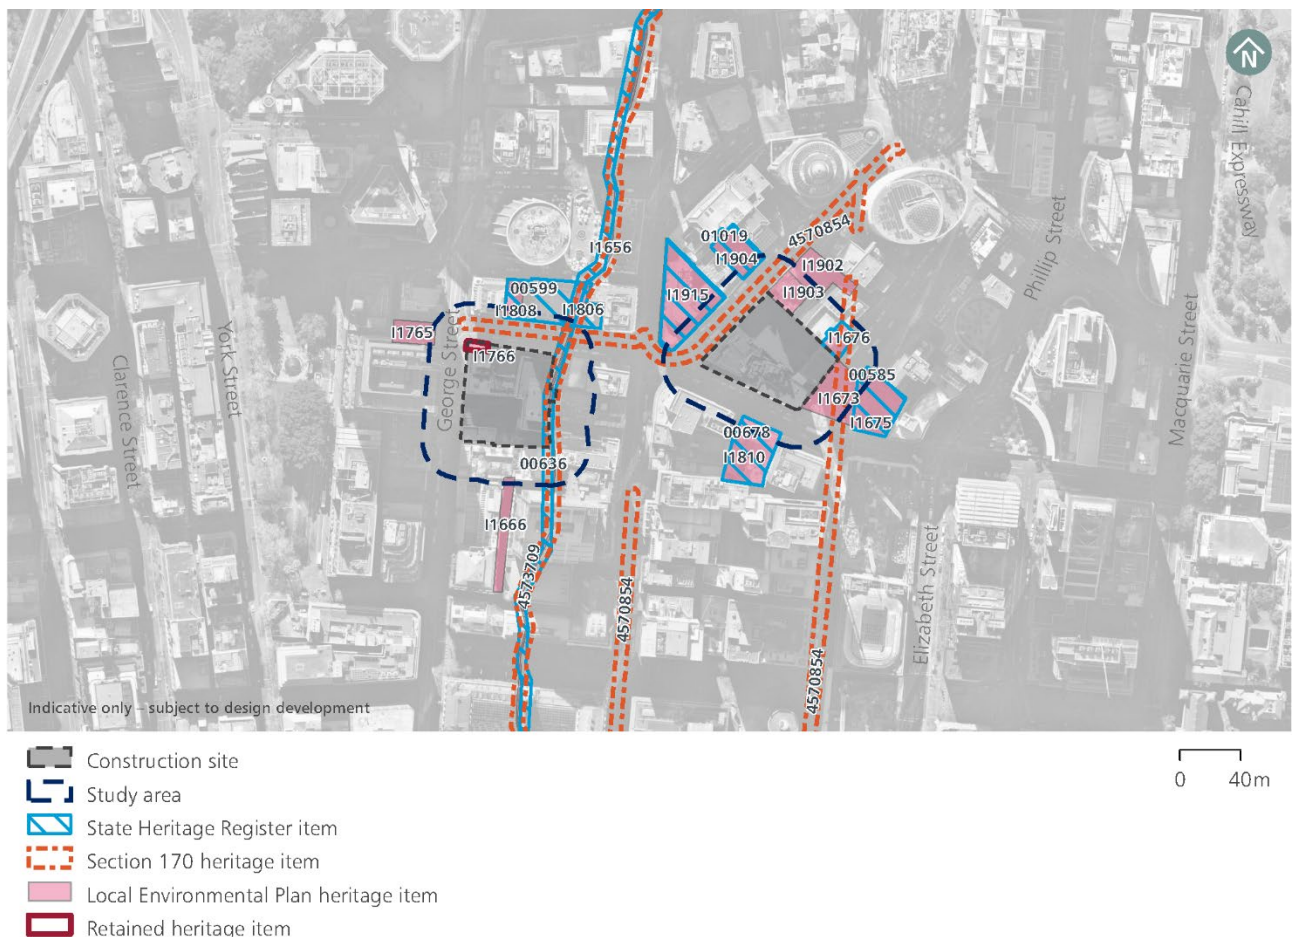 N
Cahill Expressway
I1656
01019
I1904
4570854
I1902
I1903
Phillip Street
00599
I1808
I1806
I1915
I1765
I1766
George Street
York Street
Clarence Street
I1676
00585
I1673
I1675
Macquarie Street
00678
I1810
00636
I1666
4573709
4570854
4570854
Elizabeth Street
Indicative only – subject to design development
Construction site
Study area
State Heritage Register item
Section 170 heritage item
Local Environmental Plan heritage item
Retained heritage item
0 40m